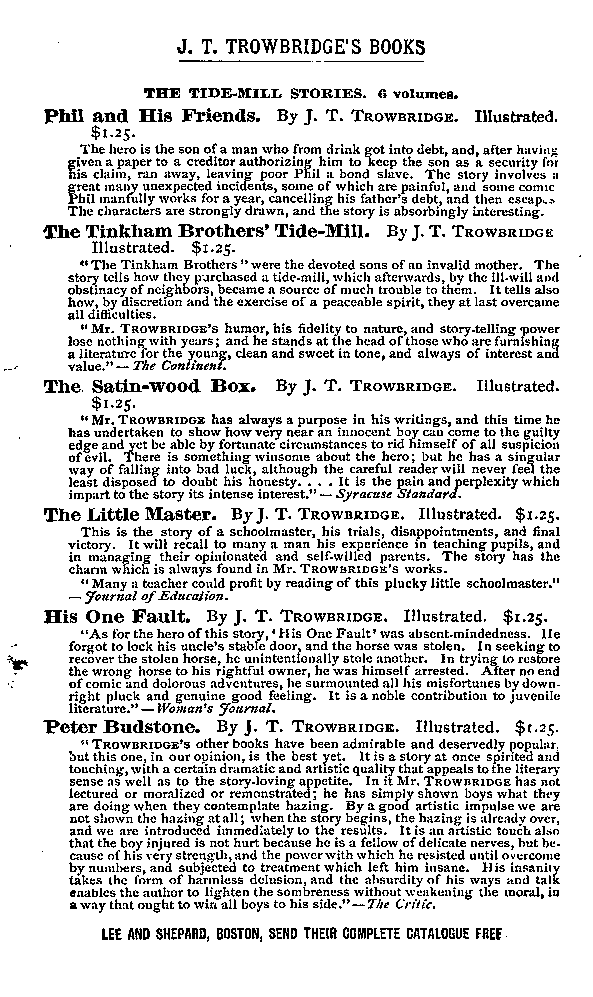 J. T. TROWBRIDGE'S BOOKS
THE TIDE-MILL STORIES. 6 volumes.
Phil and His Friends. By J. T. TROWBRIDGE. Illustrated.
$1.25.
The hero is the son of a man who from drink got into debt, and, after having
given a paper to a creditor authorizing him to keep the son as a security for
his claim, ran away, leaving poor Phil a bond slave. The story involves a
great many unexpected incidents, some of which are painful, and some comic
Phil manfully works for a year, cancelling his father's debt, and then escap
The characters are strongly drawn, and the story is absorbingly interesting.
The Tinkham Brothers' Tide-Mill. By J. T. TROWBRIDGE
Illustrated. $1.25.
"The Tinkham Brothers" were the devoted sons of an invalid mother. The
story tells how they purchased a tide-mill, which afterwards, by the ill-will and
obstinacy of neighbors, became a source of much trouble to them. It tells also
how, by discretion and the exercise of a peaceable spirit, they at last overcame
all difficulties.
"Mr. TROWBRIDGE'S humor, his fidelity to nature, and story-telling power
lose nothing with years; and he stands at the head of those who are furnishing
a literature for the young, clean and sweet in tone, and always of interest and
value."—The Continent.
The Satin-wood Box. By J. T. TROWBRIDGE. Illustrated.
$1.25.
"Mr. TROWBRIDGE has always a purpose in his writings, and this time he
has undertaken to show how very near an innocent boy can come to the guilty
edge and yet be able by fortunate circumstances to rid himself of all suspicion
of evil. There is something winsome about the hero; but he has a singular
way of falling into bad luck, although the careful reader will never feel the
least disposed to doubt his honesty. . . . It is the pain and perplexity which
impart to the story its intense interest."—Syracuse Standard.
The Little Master. By J. T. TROWBRIDGE. Illustrated. $1.25.
This is the story of a schoolmaster, his trials, disappointments, and final
victory. It will recall to many a man his experience in teaching pupils, and
in managing their opinionated and self-willed parents. The story has the
charm which is always found in Mr. TROWBRIDGE'S works.
"Many a teacher could profit by reading of this plucky little schoolmaster."
—Journal of Education.
His One Fault. By J. T. TROWBRIDGE. Illustrated. $1.25.
"As for the hero of this story, 'His One Fault' was absent-mindedness. He
forgot to lock his uncle's stable door, and the horse was stolen. In seeking to
recover the stolen horse, he unintentionally stole another. In trying to restore
the wrong horse to his rightful owner, he was himself arrested. After no end
of comic and dolorous adventures, he surmounted all his misfortunes by down-
right pluck and genuine good feeling. It is a noble contribution to juvenile
literature."—Woman's Journal.
Peter Budstone. By J. T. TROWBRIDGE. Illustrated. $1.25.
"TROWBRIDGE'S other books have been admirable and deservedly popular,
but this one, in our opinion, is the best yet. It is a story at once spirited and
touching, with a certain dramatic and artistic quality that appeals to the literary
sense as well as to the story-loving appetite. In it Mr. TROWBRIDGE has not
lectured or moralized or remonstrated; he has simply shown boys what they
are doing when they contemplate hazing. By a good artistic impulse we are
not shown the hazing at all; when the story begins, the hazing is already over,
and we are introduced immediately to the results. It is an artistic touch also
that the boy injured is not hurt because he is a fellow of delicate nerves, but be-
cause of his very strength, and the power with which he resisted until overcome
by numbers, and subjected to treatment which left him insane. His insanity
takes the form of harmless delusion, and the absurdity of his ways and talk
enables the author to lighten the sombreness without weakening the moral, in
a way that ought to win all boys to his side."—The Critic.
LEE AND SHEPARD, BOSTON, SEND THEIR COMPLETE CATALOGUE FREE